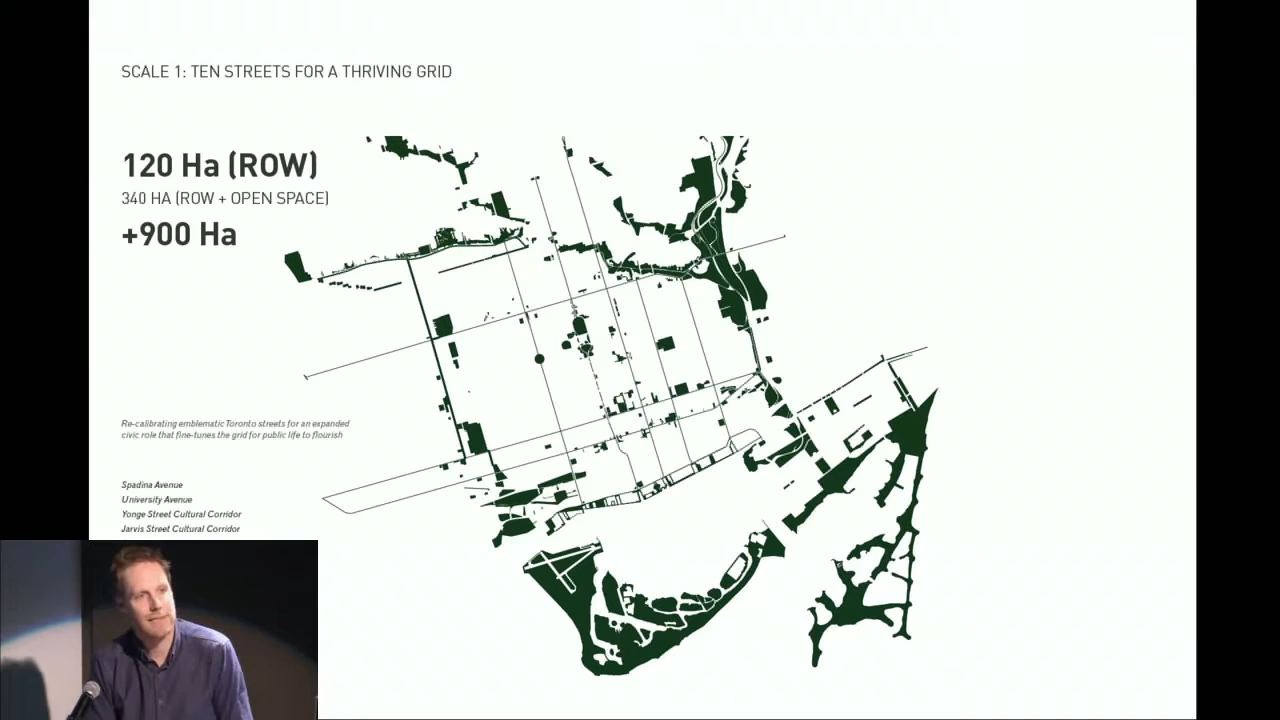 SCALE 1: TEN STREETS FOR A THRIVING GRID
120 Ha (ROW)
340 HA (ROW + OPEN SPACE)
+900 Ha
Re-calibrating emblematic Toronto streets for an expanded
civic role that fine-tunes the grid for public life to flourish
Spadina Avenue
University Avenue
Yonge Street Cultural Corridor
Jarvis Street Cultural Corridor